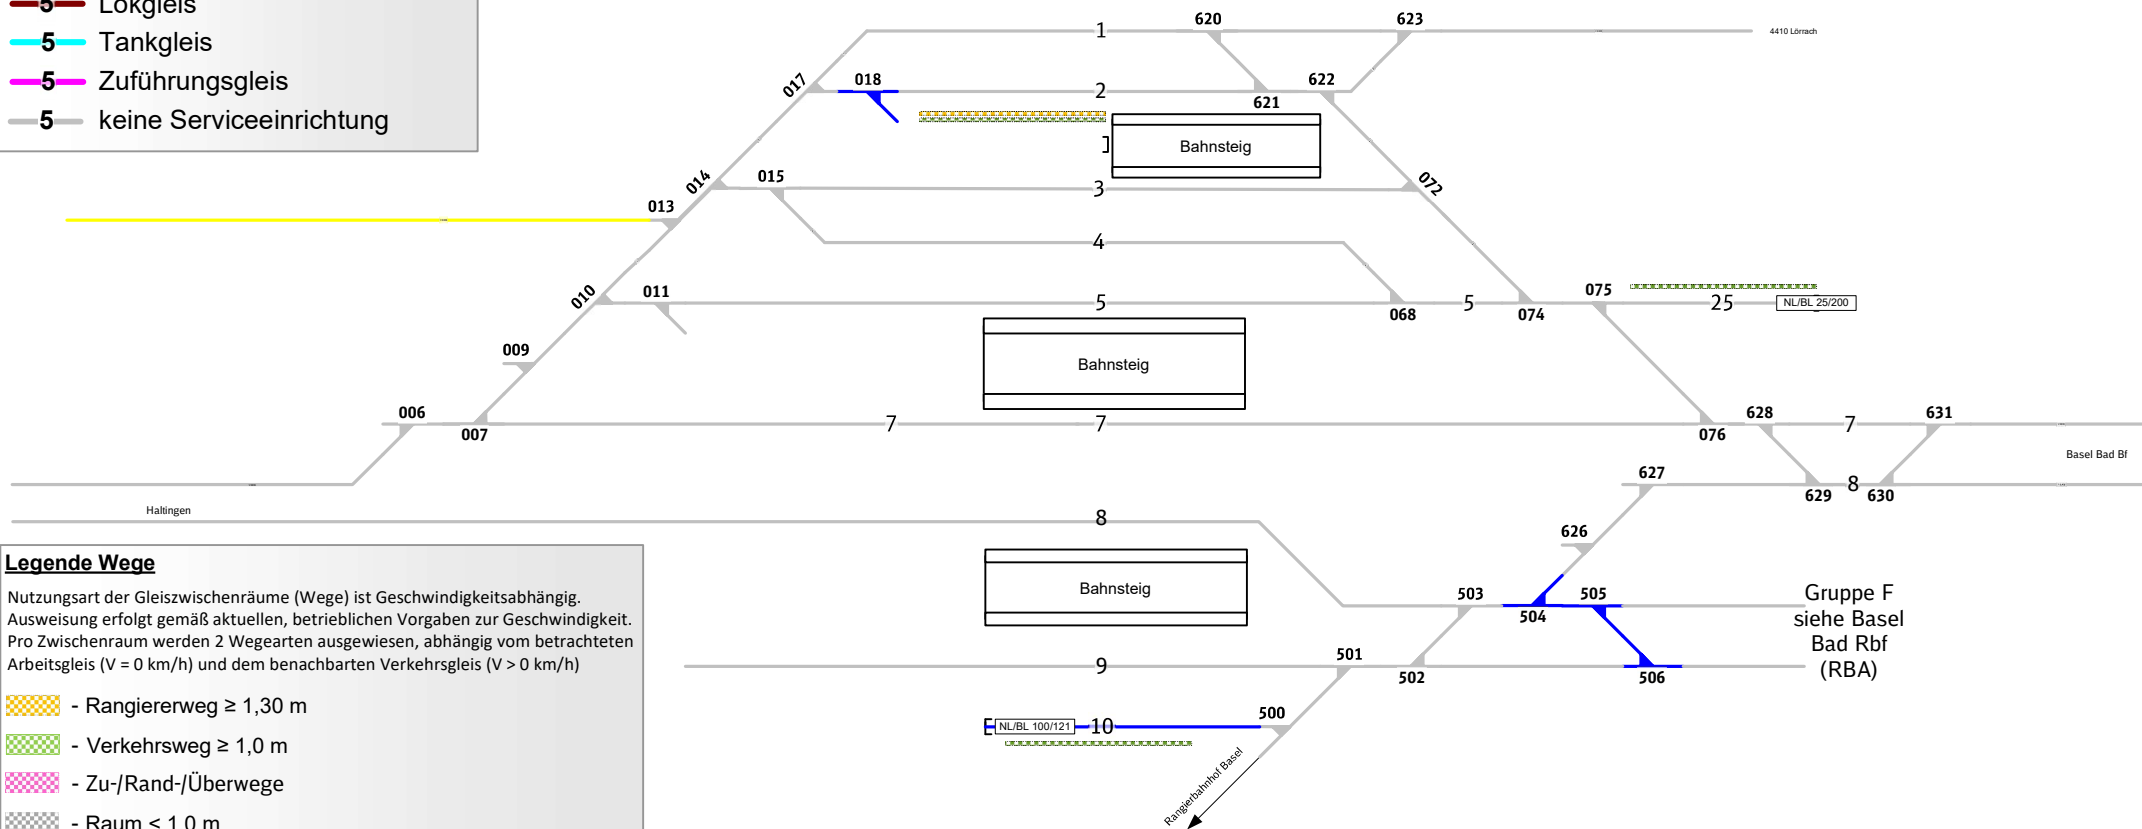 5 Lokgleis
5 Tankgleis
5 Zuführungsgleis
5 keine Serviceeinrichtung
1
620
623
4410 Lörrach
017
018
2
621
622
Bahnsteig
014
015
3
072
013
4
010
011
5
068
5
074
075
25
NL/BL 25/200
009
Bahnsteig
006
007
7
7
076
628
7
631
Basel Bad Bf
627
629
8
630
Haltingen
8
626
Bahnsteig
503
504
505
Gruppe F
siehe Basel
Bad Rbf
(RBA)
9
501
502
506
NL/BL 100/121
10
500
Rangierbahnhof Basel
Legende Wege
Nutzungsart der Gleiszwischenräume (Wege) ist Geschwindigkeitsabhängig.
Ausweisung erfolgt gemäß aktuellen, betrieblichen Vorgaben zur Geschwindigkeit.
Pro Zwischenraum werden 2 Wegearten ausgewiesen, abhängig vom betrachteten
Arbeitsgleis (V = 0 km/h) und dem benachbarten Verkehrsgleis (V > 0 km/h)
- Rangiererweg ≥ 1,30 m
- Verkehrsweg ≥ 1,0 m
- Zu-/Rand-/Überwege
- Raum < 1,0 m